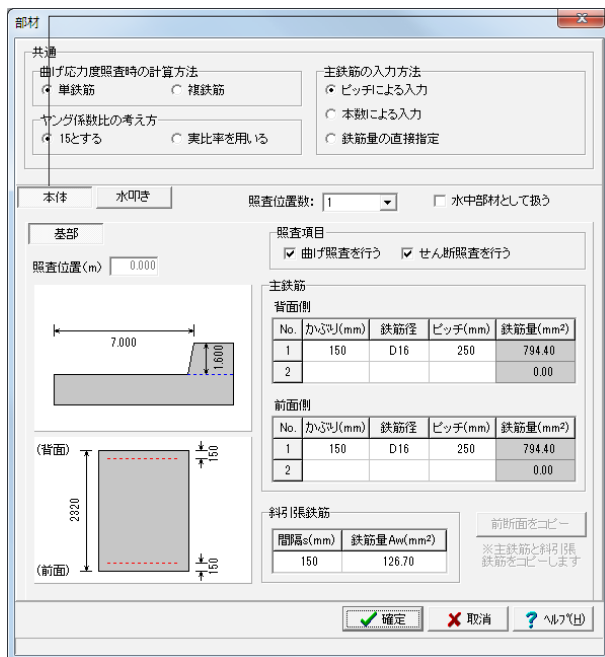 部材
共通
曲げ応力度照査時の計算方法
単鉄筋 複鉄筋
ヤング係数比の考え方
15とする 実比率を用いる
主鉄筋の入力方法
ピッチによる入力
本数による入力
鉄筋量の直接指定
本体 水叩き
照査位置数: 1
水中部材として扱う
基部
照査位置(m) 0.000
照査項目
曲げ照査を行う せん断照査を行う
7.000
1.600
(背面)
150
2320
(前面)
150
主鉄筋
背面側
No. かぶり(mm) 鉄筋径 ピッチ(mm) 鉄筋量(mm²)
1 150 D16 250 794.40
2 0.00
前面側
No. かぶり(mm) 鉄筋径 ピッチ(mm) 鉄筋量(mm²)
1 150 D16 250 794.40
2 0.00
斜引張鉄筋
間隔s(mm) 鉄筋量Aw(mm²)
150 126.70
前断面をコピー
※主鉄筋と斜引張
鉄筋をコピーします
確定 取消 ヘルプ(H)